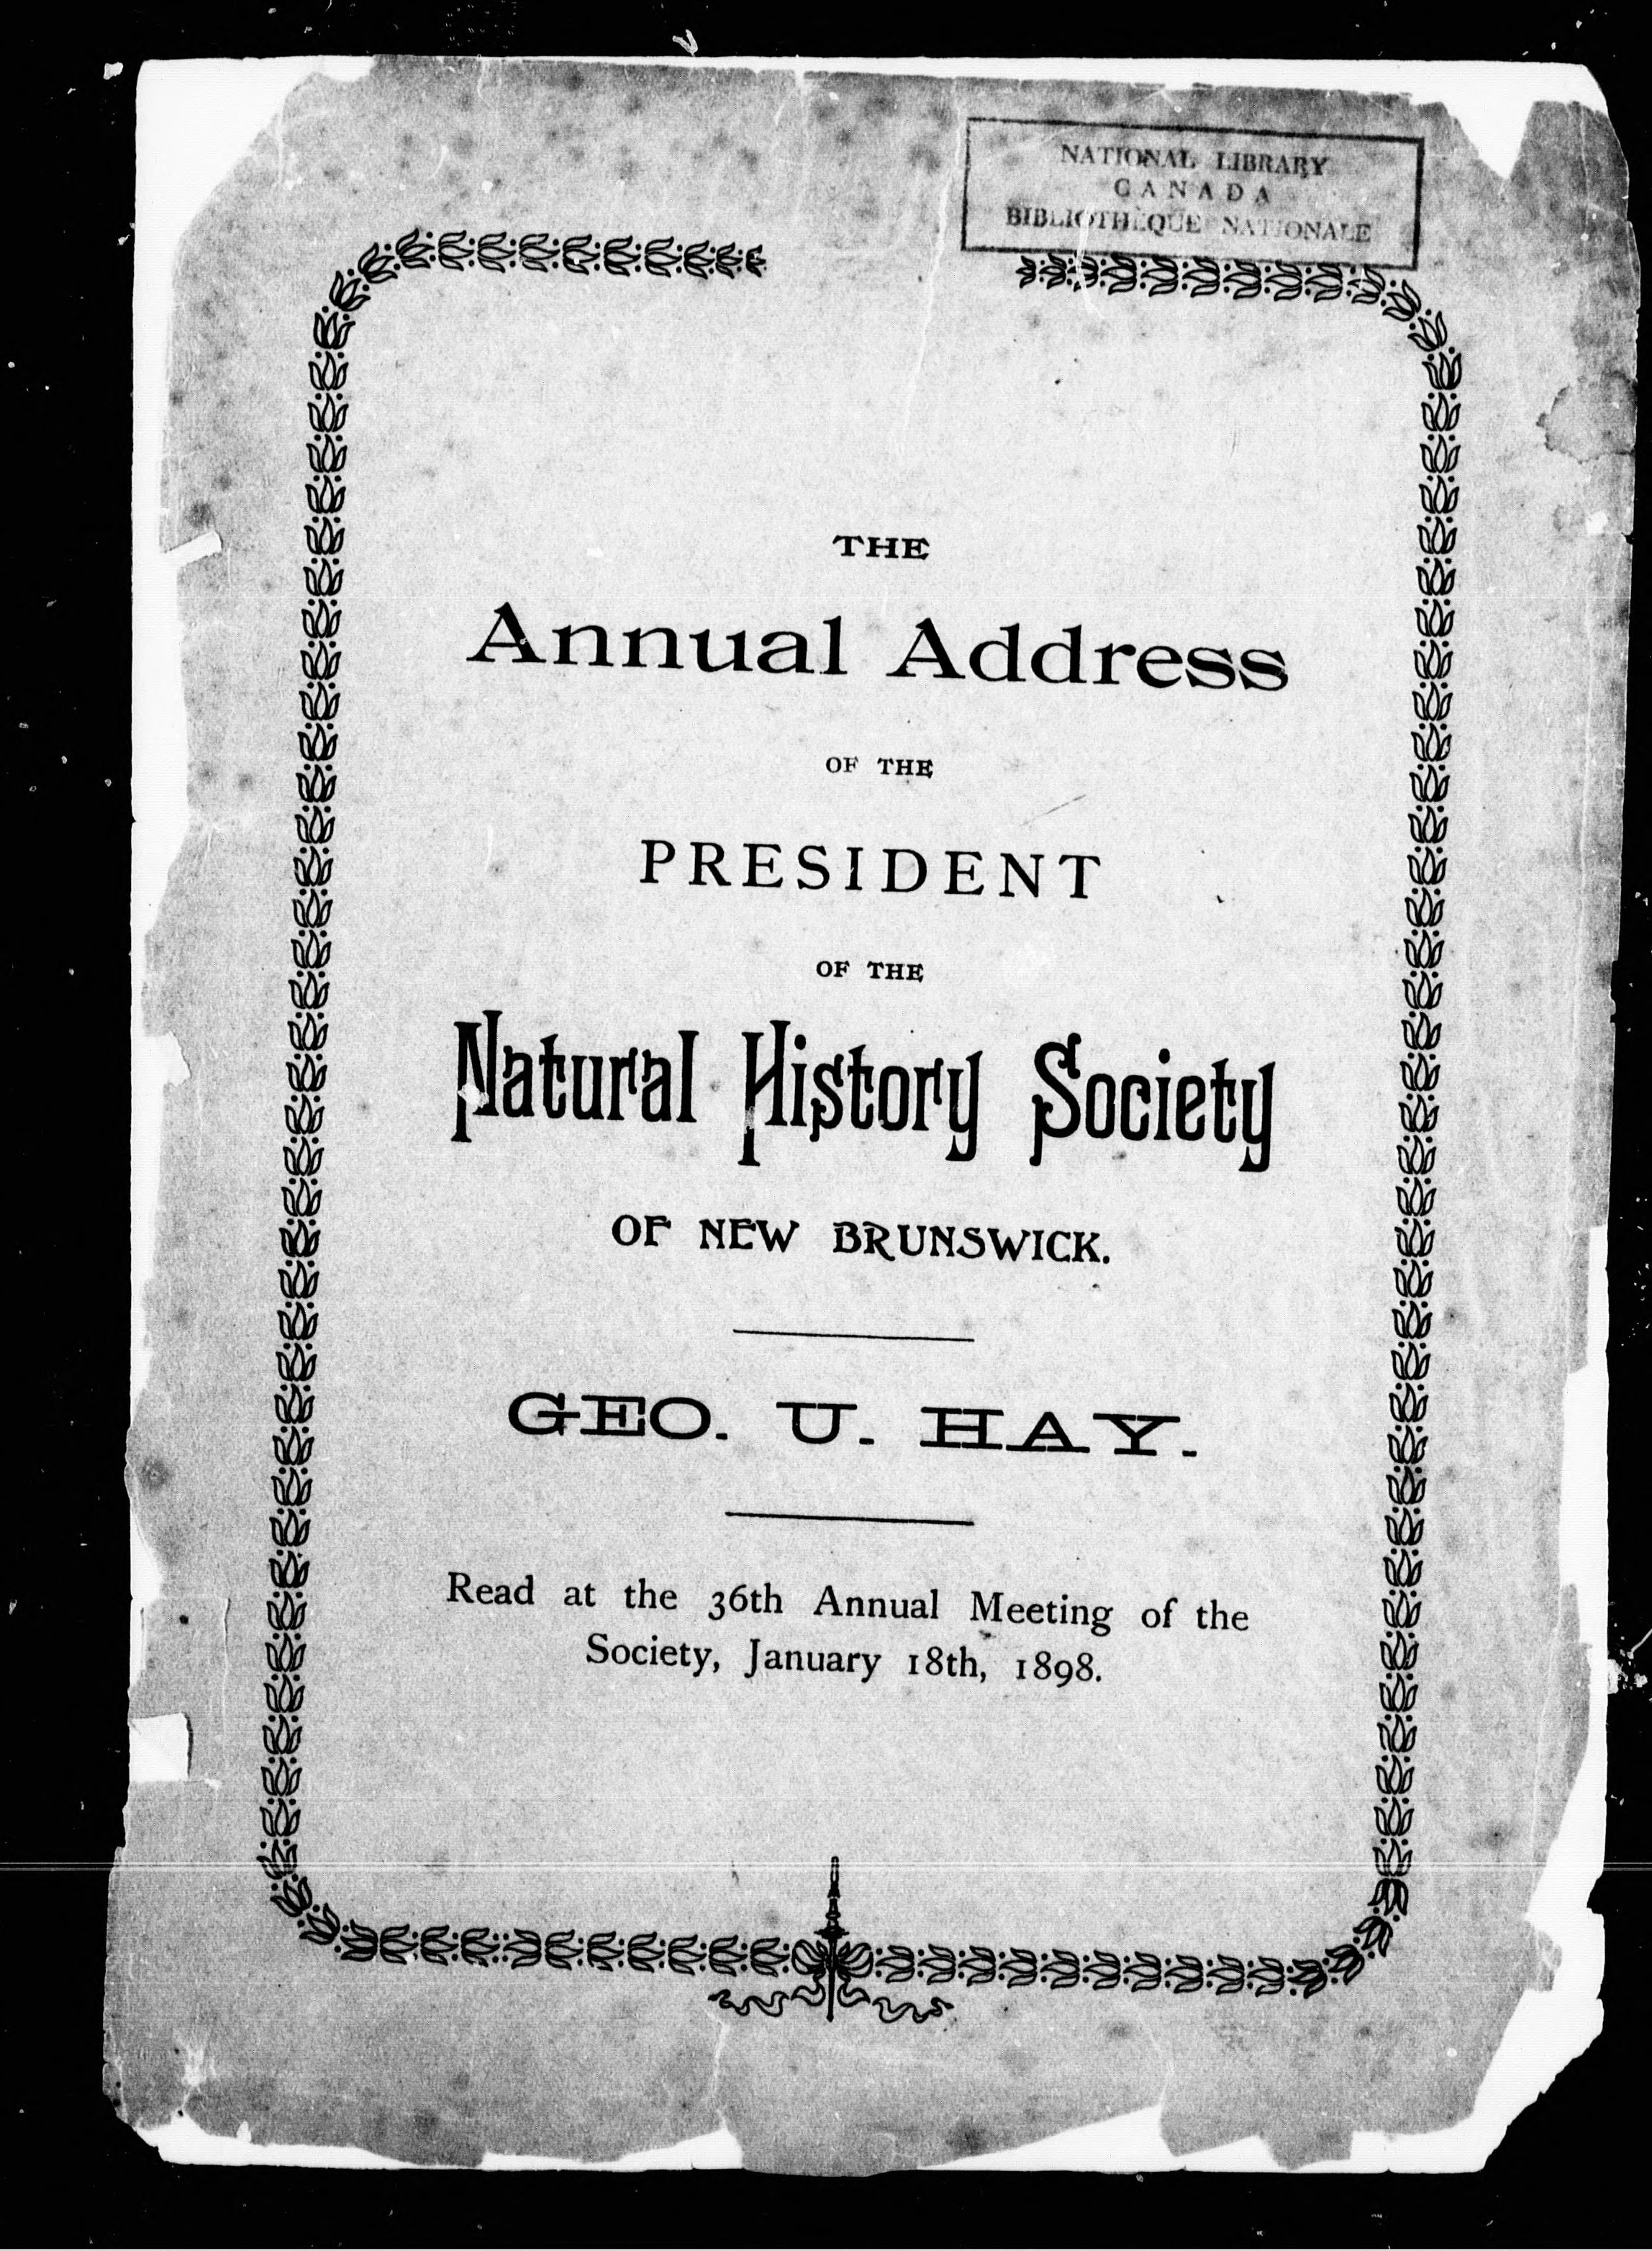 NATIONAL LIBRARY
CANADA
BIBLIOTHÈQUE NATIONALE
THE
Annual Address
OF THE
PRESIDENT
OF THE
Natural History Society
OF NEW BRUNSWICK.
GEO. U. HAY.
Read at the 36th Annual Meeting of the
Society, January 18th, 1898.